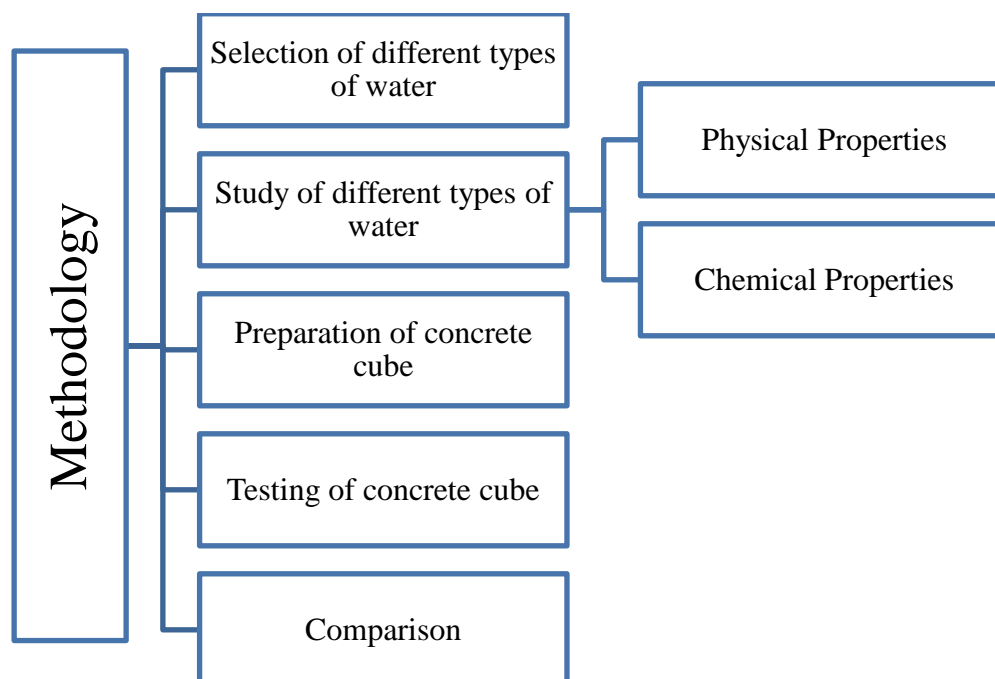 Methodology
Selection of different types
of water
Study of different types of
water
Physical Properties
Chemical Properties
Preparation of concrete
cube
Testing of concrete cube
Comparison